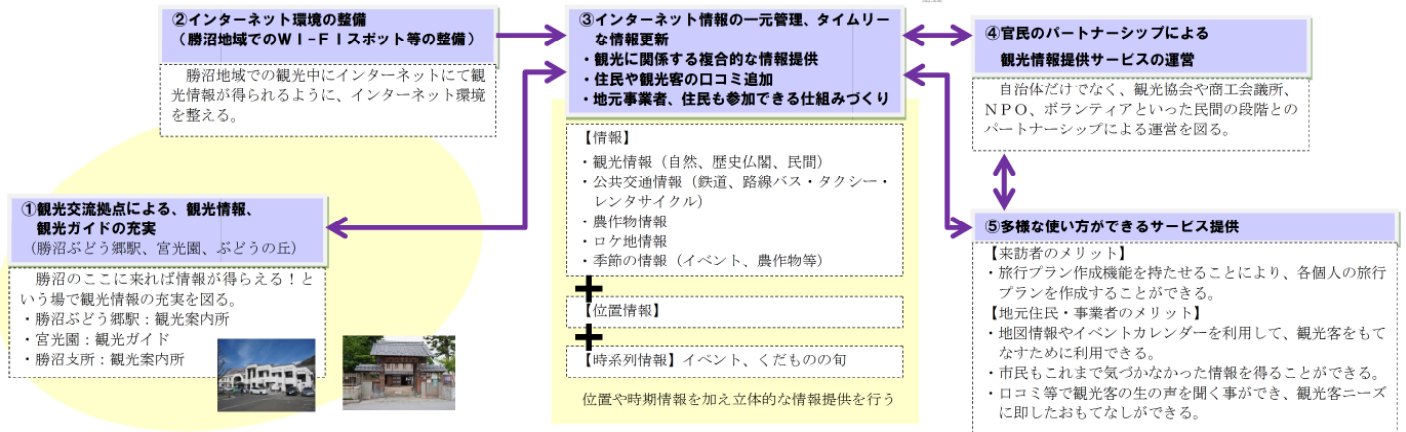 ②インターネット環境の整備
(勝沼地域でのWI-FIスポット等の整備)
勝沼地域での観光中にインターネットにて観
光情報が得られるように、インターネット環境
を整える。
①観光交流拠点による、観光情報、
観光ガイドの充実
(勝沼ぶどう郷駅、宮光園、ぶどうの丘)
勝沼のここに来れば情報が得らえる!と
いう場で観光情報の充実を図る。
・勝沼ぶどう郷駅:観光案内所
・宮光園:観光ガイド
・勝沼支所:観光案内所
③インターネット情報の一元管理、タイムリー
な情報更新
・観光に関係する複合的な情報提供
・住民や観光客の口コミ追加
・地元事業者、住民も参加できる仕組みづくり
【情報】
・観光情報(自然、歴史仏閣、民間)
・公共交通情報(鉄道、路線バス・タクシー・
レンタサイクル)
・農作物情報
・ロケ地情報
・季節の情報(イベント、農作物等)
+
【位置情報】
+
【時系列情報】イベント、くだものの旬
位置や時期情報を加え立体的な情報提供を行う
④官民のパートナーシップによる
観光情報提供サービスの運営
自治体だけでなく、観光協会や商工会議所、
NPO、ボランティアといった民間の段階との
パートナーシップによる運営を図る。
⑤多様な使い方ができるサービス提供
【来訪者のメリット】
・旅行プラン作成機能を持たせることにより、各個人の旅行
プランを作成することができる。
【地元住民・事業者のメリット】
・地図情報やイベントカレンダーを利用して、観光客をもて
なすために利用できる。
・市民もこれまで気づかなかった情報を得ることができる。
・口コミ等で観光客の生の声を聞く事ができ、観光客ニーズ
に即したおもてなしができる。